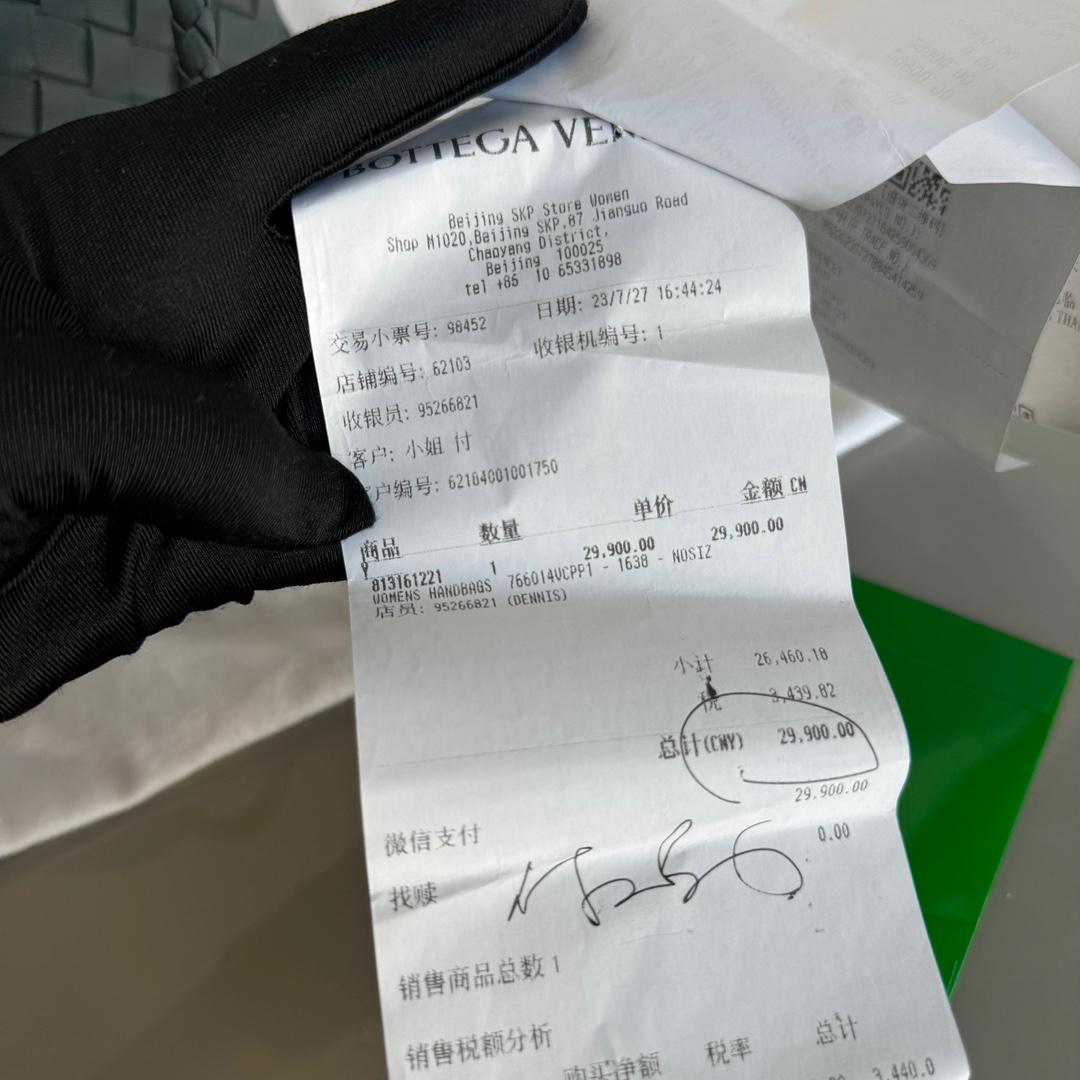 BOTTEGA
Beijing SKP Store Women
Shop M1020,Beijing SKP,87 Jianguo Road
Chaoyang District,
Beijing 100025
tel +86 10 65331898
交易小票号: 98452 日期: 23/7/27 16:44:24
店铺编号: 62103 收银机编号: 1
收银员: 95266821
客户: 小姐 付
户编号: 62184001001750
商品 数量 单价 金额 CN
813161221 1 29,900.00 29,900.00
WOMENS HANDBAGS 766014VCPP1 - 1638 - NOSIZ
店员: 95266821 (DENNIS)
小计 26,460.18
税 3,439.82
总计(CNY) 29,900.00
29,900.00
微信支付 0.00
找赎
销售商品总数 1
销售税额分析
购买净额 税率 总计
3,440.0